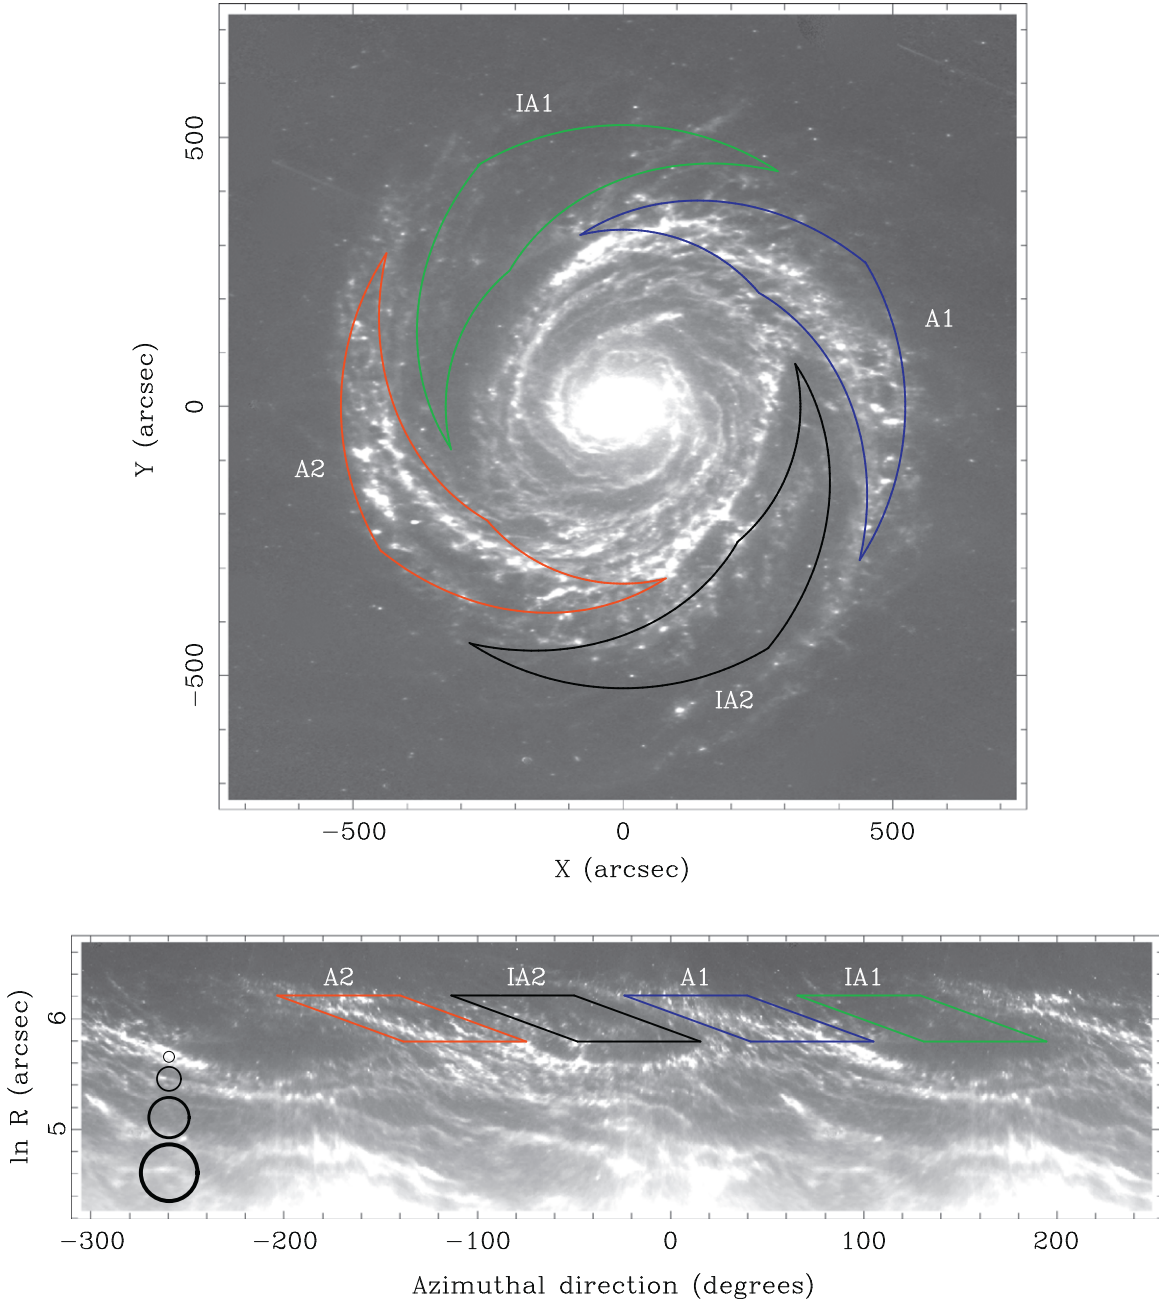 IA1
500
A1
0
Y (arcsec)
A2
−500
IA2
−500 0 500
X (arcsec)
A2 IA2 A1 IA1
6
5
ln R (arcsec)
−300 −200 −100 0 100 200
Azimuthal direction (degrees)